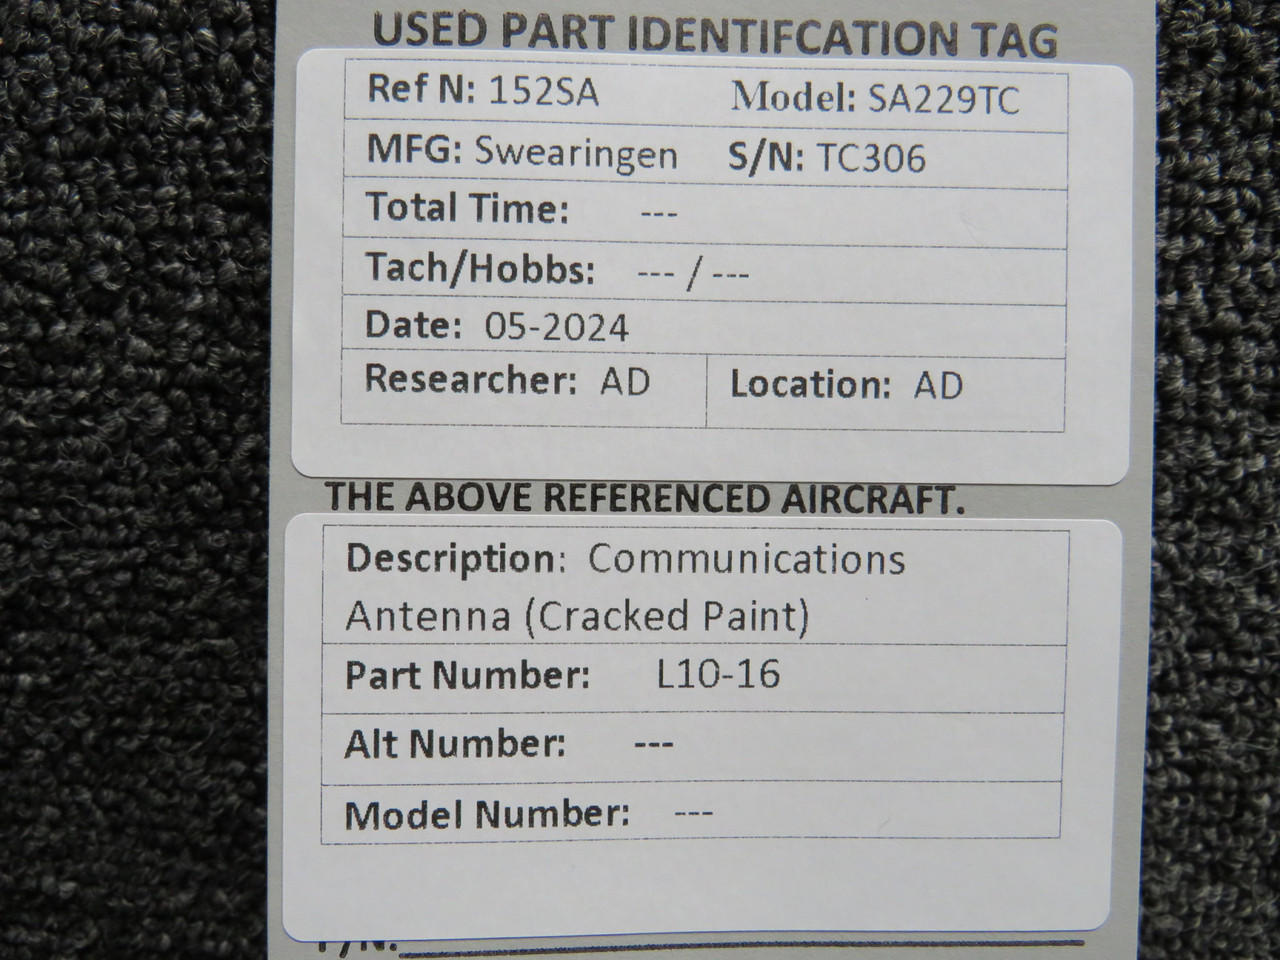 USED PART IDENTIFCATION TAG
Ref N: 152SA Model: SA229TC
MFG: Swearingen S/N: TC306
Total Time: ---
Tach/Hobbs: --- / ---
Date: 05-2024
Researcher: AD Location: AD
THE ABOVE REFERENCED AIRCRAFT.
Description: Communications
Antenna (Cracked Paint)
Part Number: L10-16
Alt Number: ---
Model Number: ---
P/N: